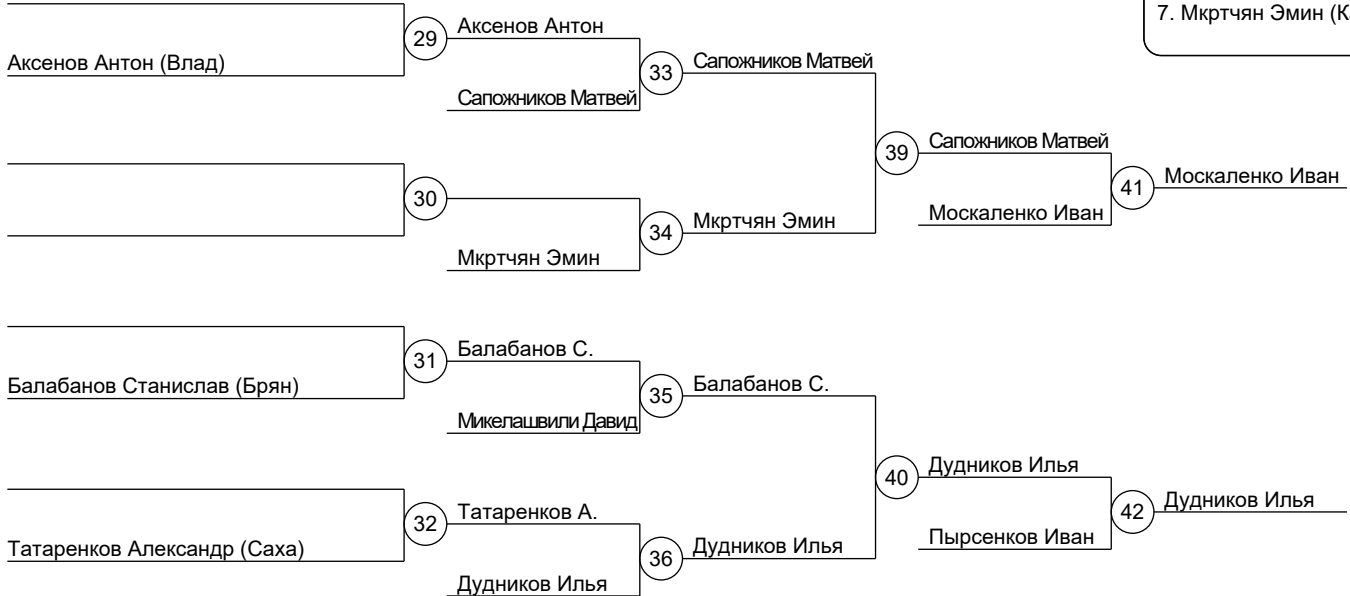 7. Мкртчян Эмин (К
29
Аксенов Антон
Аксенов Антон (Влад)
33
Сапожников Матвей
Сапожников Матвей
39
Сапожников Матвей
30
41
Москаленко Иван
34
Мкртчян Эмин
Москаленко Иван
Мкртчян Эмин
31
Балабанов С.
Балабанов Станислав (Брян)
35
Балабанов С.
Микелашвили Давид
40
Дудников Илья
32
Татаренков А.
42
Дудников Илья
Татаренков Александр (Саха)
36
Дудников Илья
Пырсенков Иван
Дудников Илья